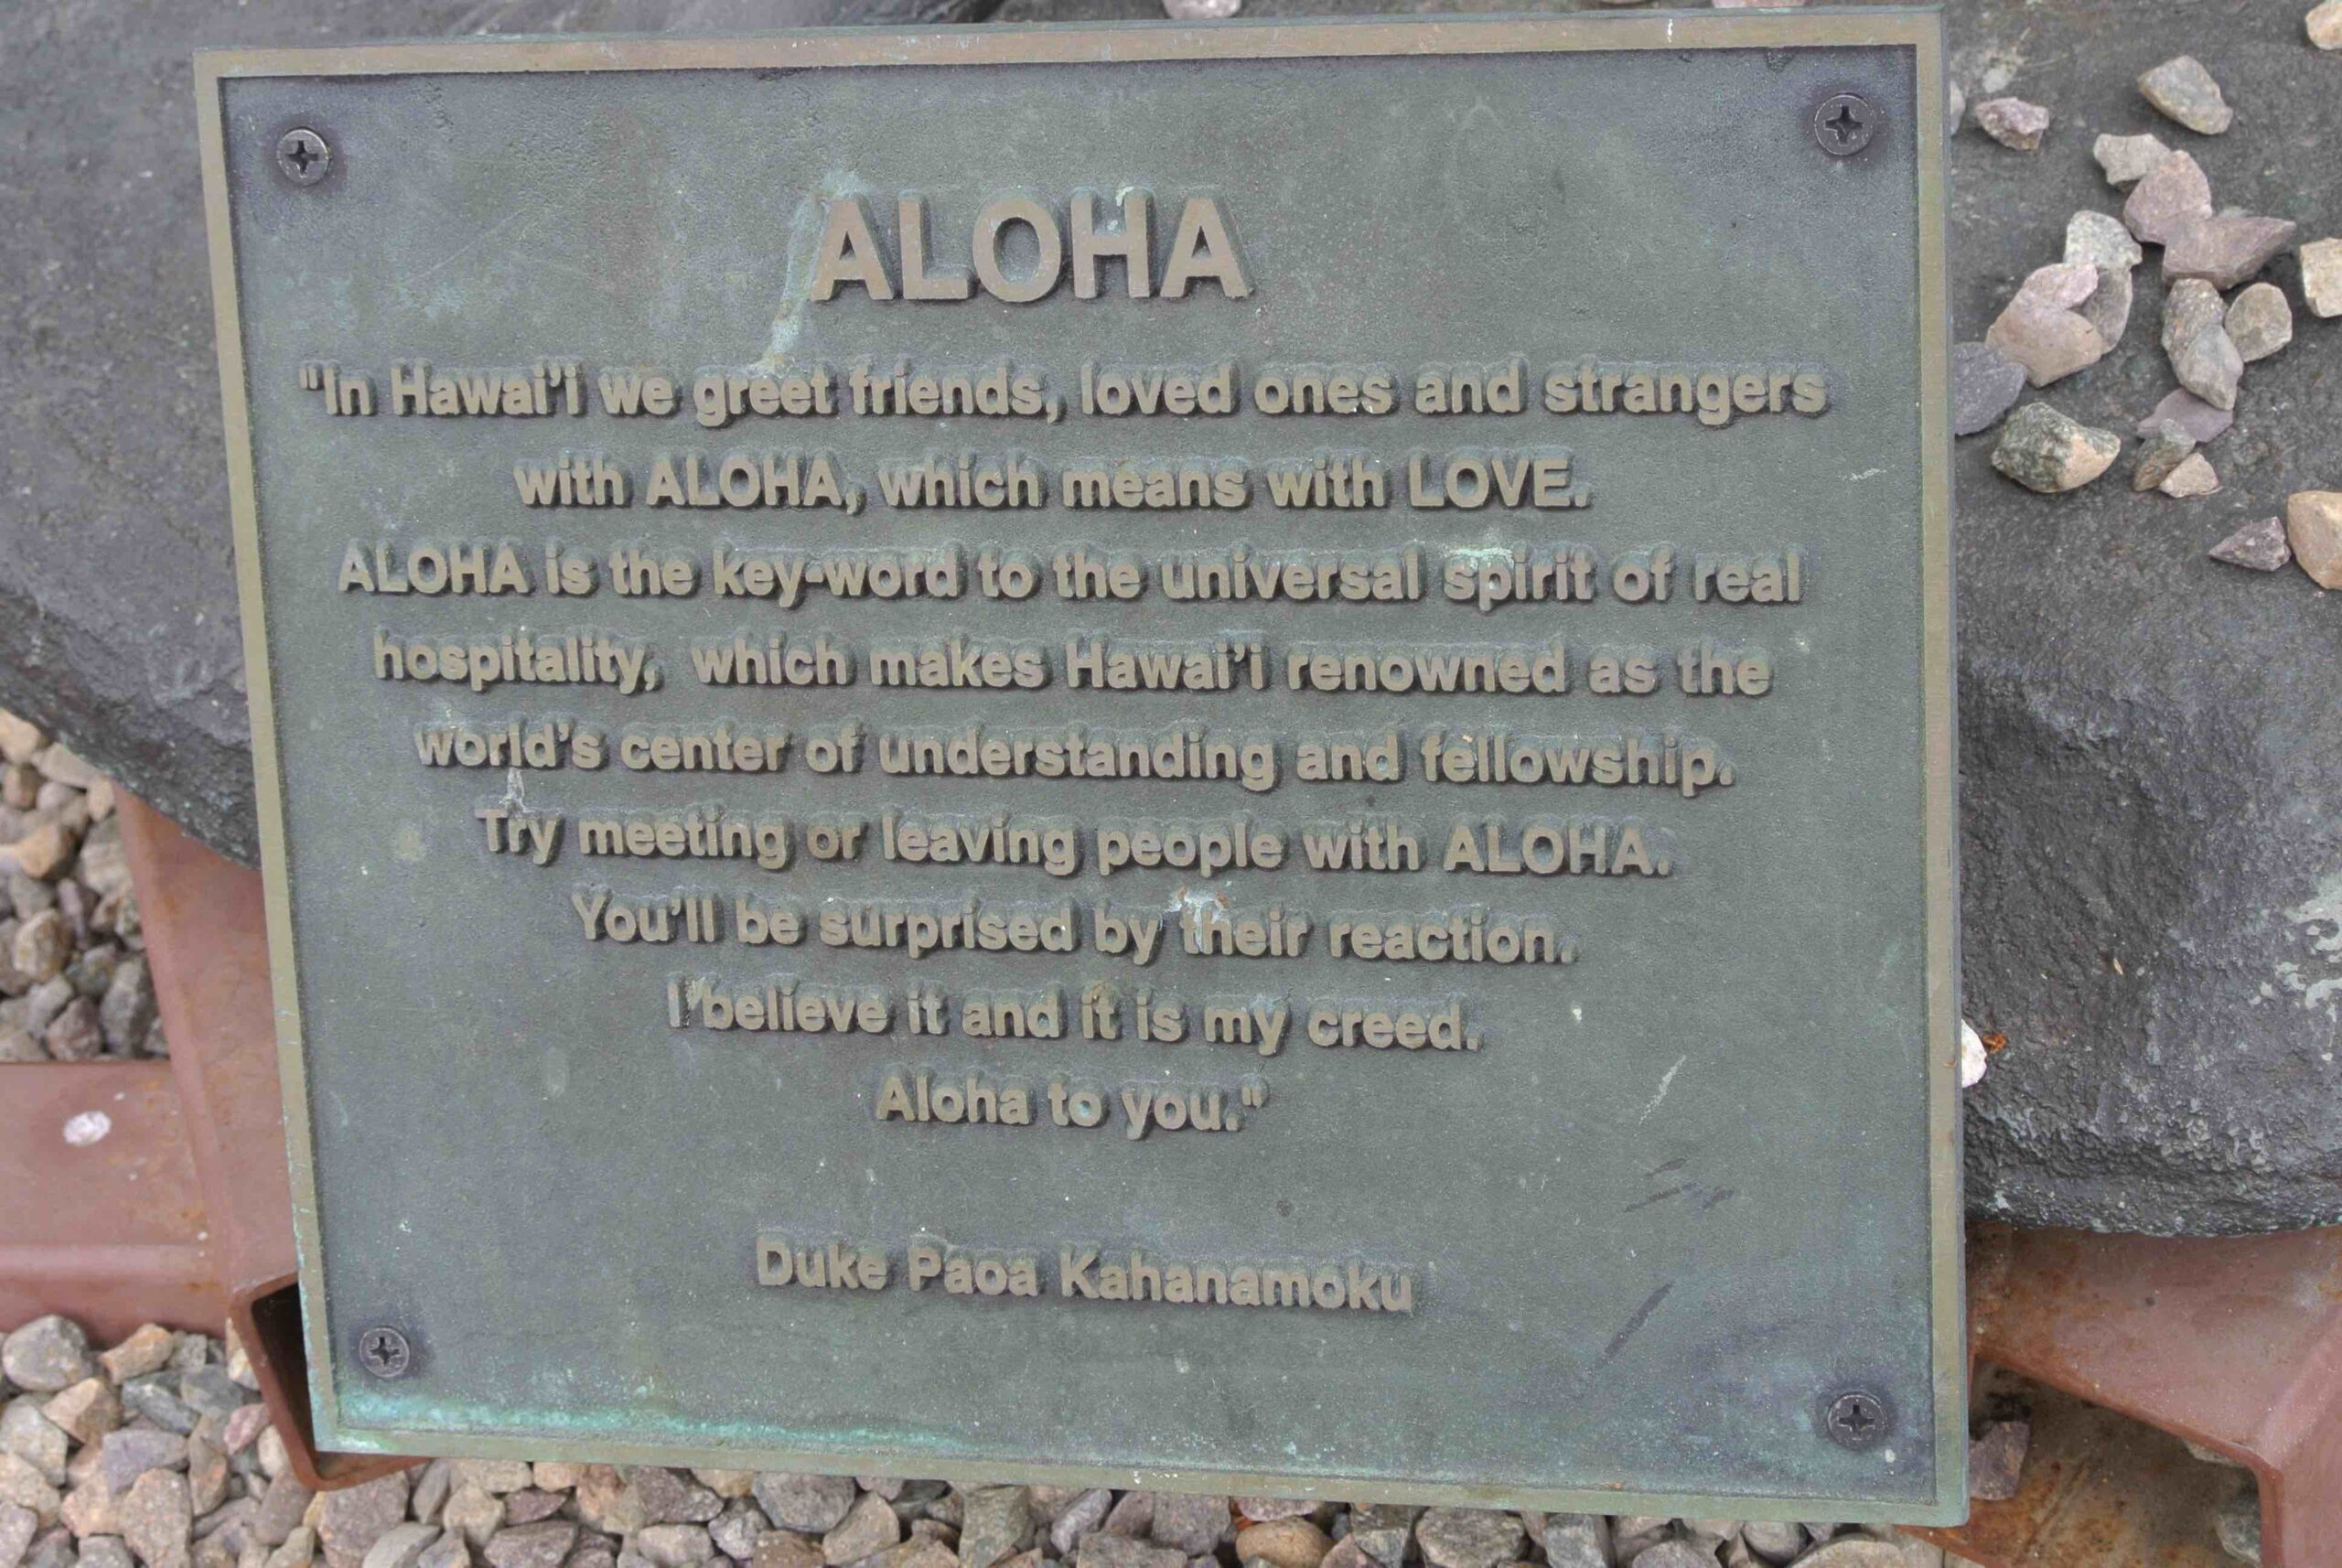 ALOHA
"In Hawai'i we greet friends, loved ones and strangers
with ALOHA, which means with LOVE.
ALOHA is the key-word to the universal spirit of real
hospitality, which makes Hawai'i renowned as the
world's center of understanding and fellowship.
Try meeting or leaving people with ALOHA.
You'll be surprised by their reaction.
I believe it and it is my creed.
Aloha to you."
Duke Paoa Kahanamoku